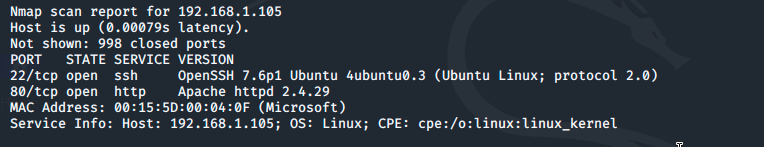 Nmap scan report for 192.168.1.105
Host is up (0.00079s latency).
Not shown: 998 closed ports
PORT   STATE SERVICE VERSION
22/tcp open  ssh     OpenSSH 7.6p1 Ubuntu 4ubuntu0.3 (Ubuntu Linux; protocol 2.0)
80/tcp open  http    Apache httpd 2.4.29
MAC Address: 00:15:5D:00:04:0F (Microsoft)
Service Info: Host: 192.168.1.105; OS: Linux; CPE: cpe:/o:linux:linux_kernel